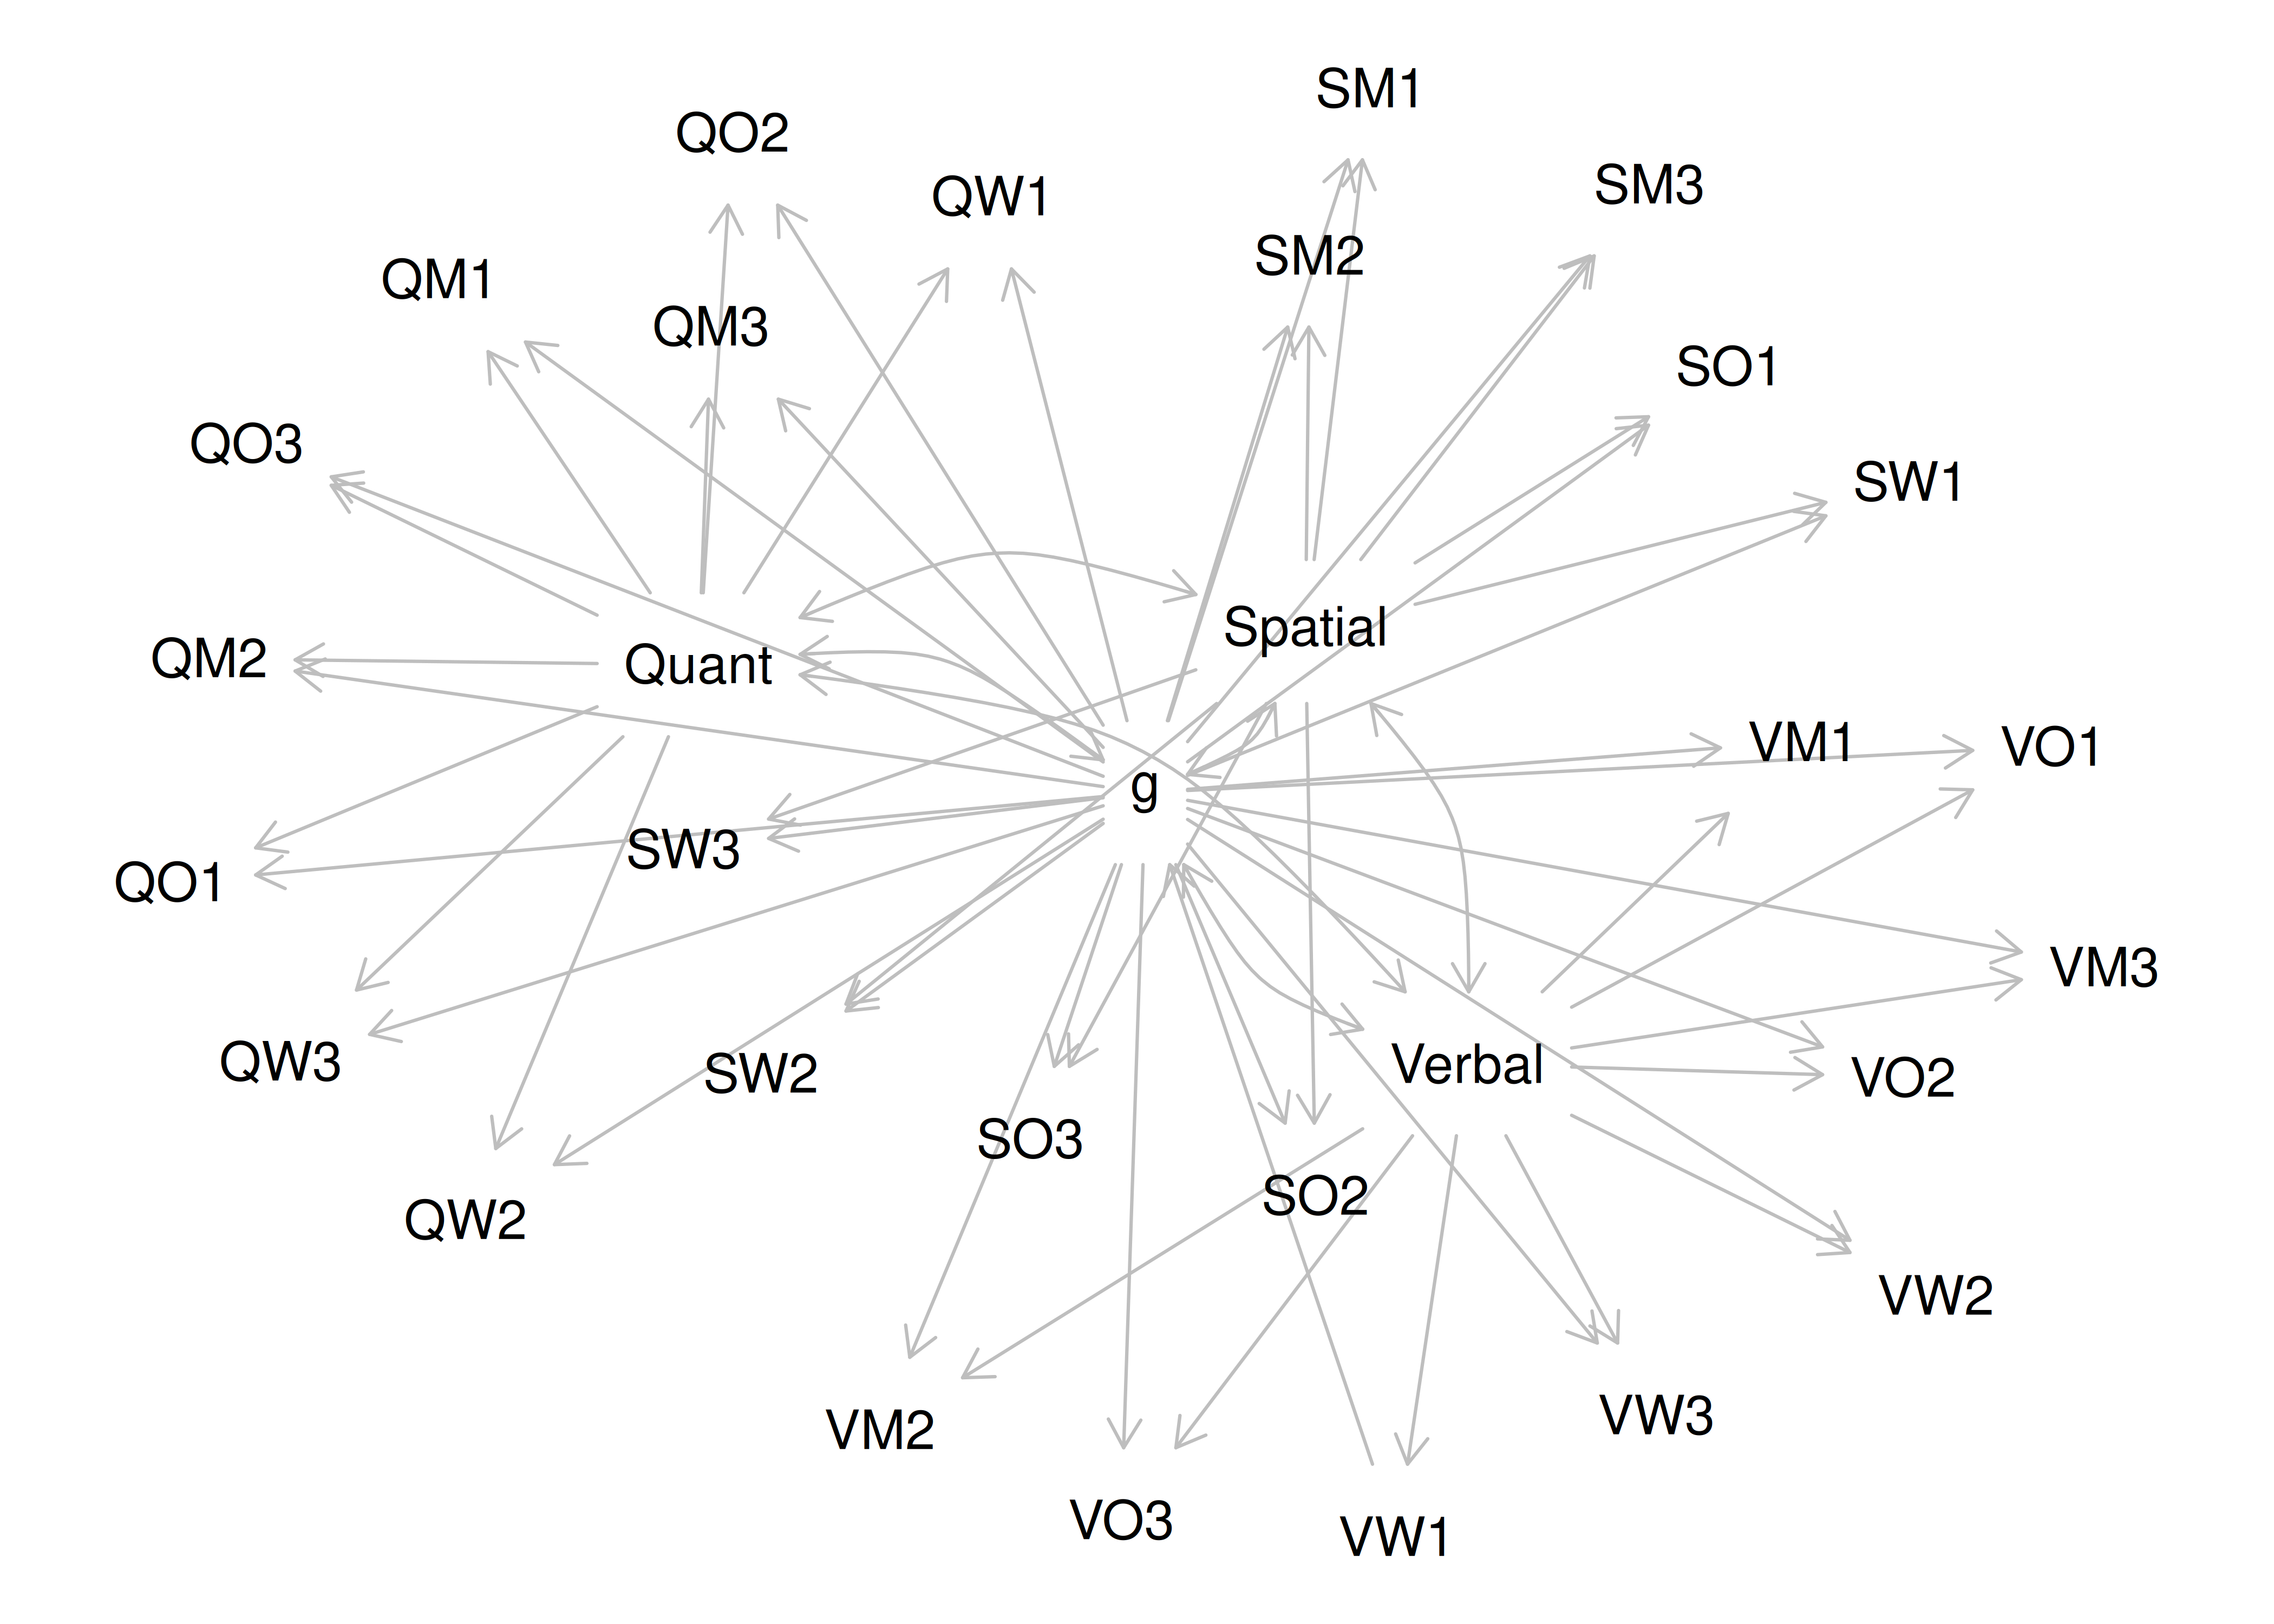 SM1
QO2
SM3
QW1
SM2
QM1
QM3
SO1
QO3
SW1
Spatial
QM2
Quant
VM1
VO1
g
SW3
QO1
VM3
QW3
SW2
Verbal
VO2
SO3
SO2
QW2
VW2
VW3
VM2
VO3
VW1